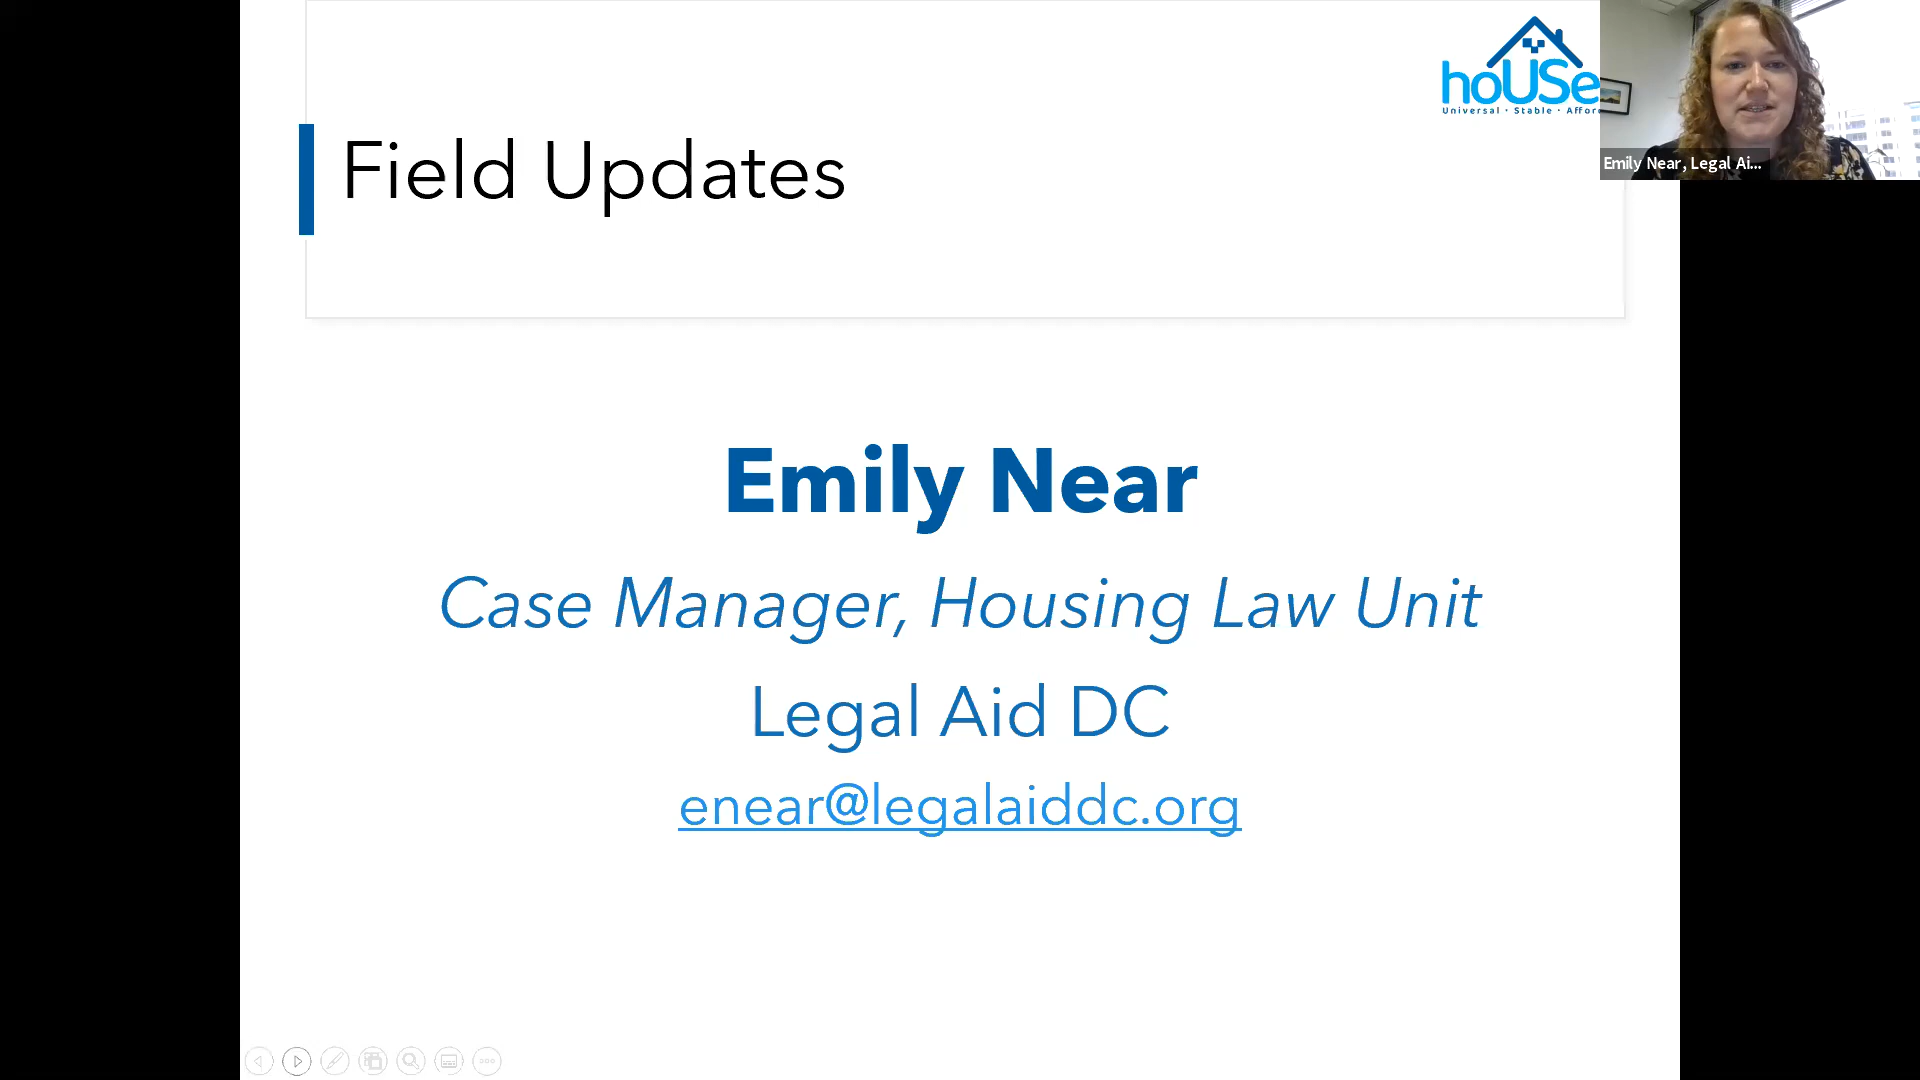 hoUSe
Universal · Stable · Affor
Emily Near, Legal Ai...
Field Updates
Emily Near
Case Manager, Housing Law Unit
Legal Aid DC
enear@legalaiddc.org